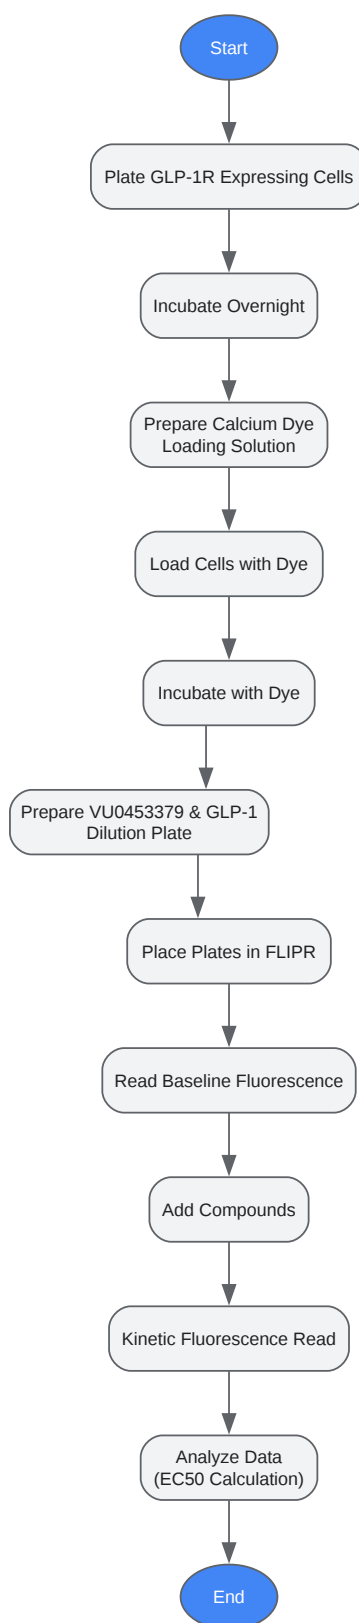 Start
Plate GLP-1R Expressing Cells
Incubate Overnight
Prepare Calcium Dye
Loading Solution
Load Cells with Dye
Incubate with Dye
Prepare VU0453379 & GLP-1
Dilution Plate
Place Plates in FLIPR
Read Baseline Fluorescence
Add Compounds
Kinetic Fluorescence Read
Analyze Data
(EC50 Calculation)
End